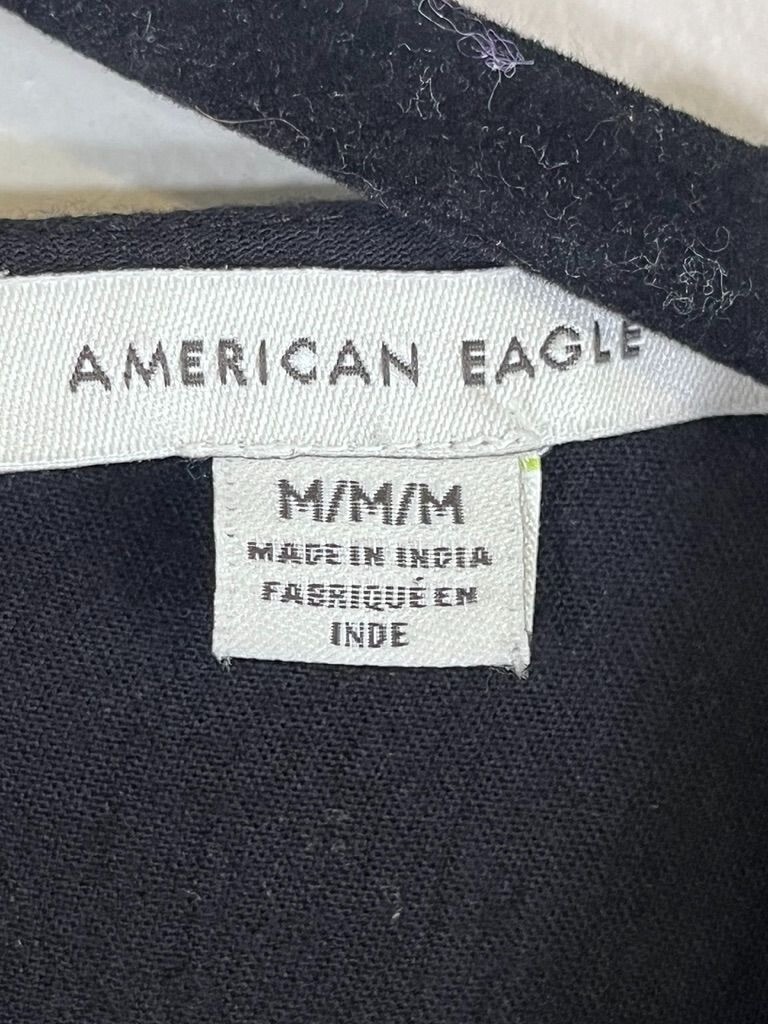 AMERICAN EAGLE
M/M/M
MADE IN INDIA
FABRIQUÉ EN
INDE